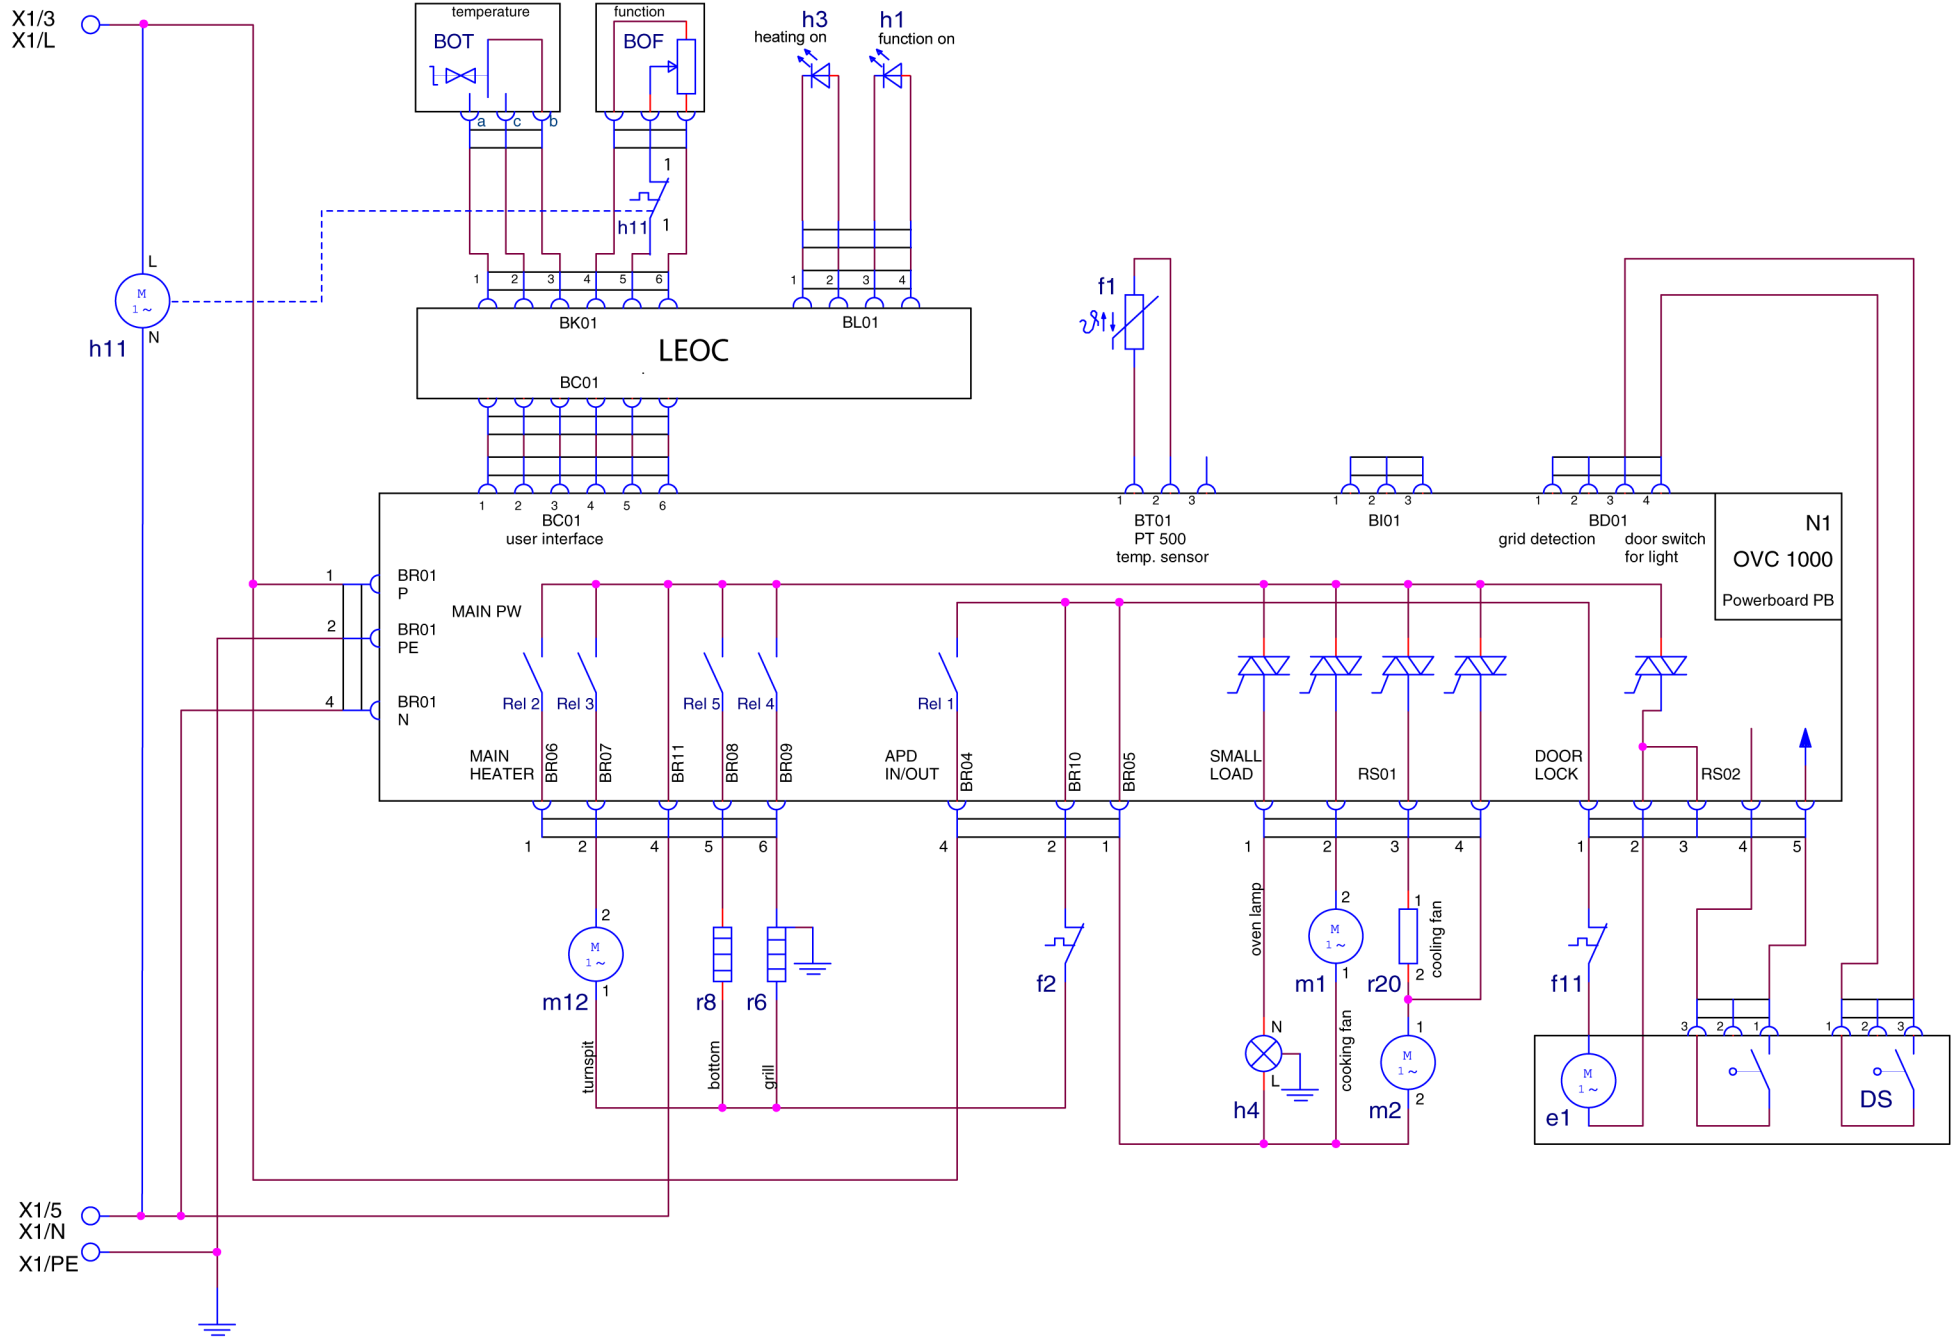 X1/3
X1/L
temperature
BOT
a
c
b
function
BOF
h3
heating on
h1
function on
1
h11
1
L
M
1 ~
N
h11
1 2 3 4 5 6
1 2 3 4
BK01
BL01
LEOC
BC01
f1
1 2 3 4 5 6
BC01
user interface
1 2 3
BT01
PT 500
temp. sensor
1 2 3
BI01
1 2 3 4
BD01
grid detection
door switch
for light
N1
OVC 1000
Powerboard PB
1
BR01
P
MAIN PW
2
BR01
PE
4
BR01
N
Rel 2
Rel 3
Rel 5
Rel 4
Rel 1
MAIN
HEATER
BR06
BR07
BR11
BR08
BR09
APD
IN/OUT
BR04
BR10
BR05
SMALL
LOAD
RS01
DOOR
LOCK
RS02
1 2 4 5 6
4 2 1
1 2 3 4
1 2 3 4 5
2
M
1 ~
1
m12
turnspit
r8
bottom
r6
grill
f2
oven lamp
N
L
h4
2
M
1 ~
1
m1
cooking fan
1
r20
2
cooling fan
1
M
1 ~
2
m2
f11
M
1 ~
e1
3 2 1
1 2 3
DS
X1/5
X1/N
X1/PE